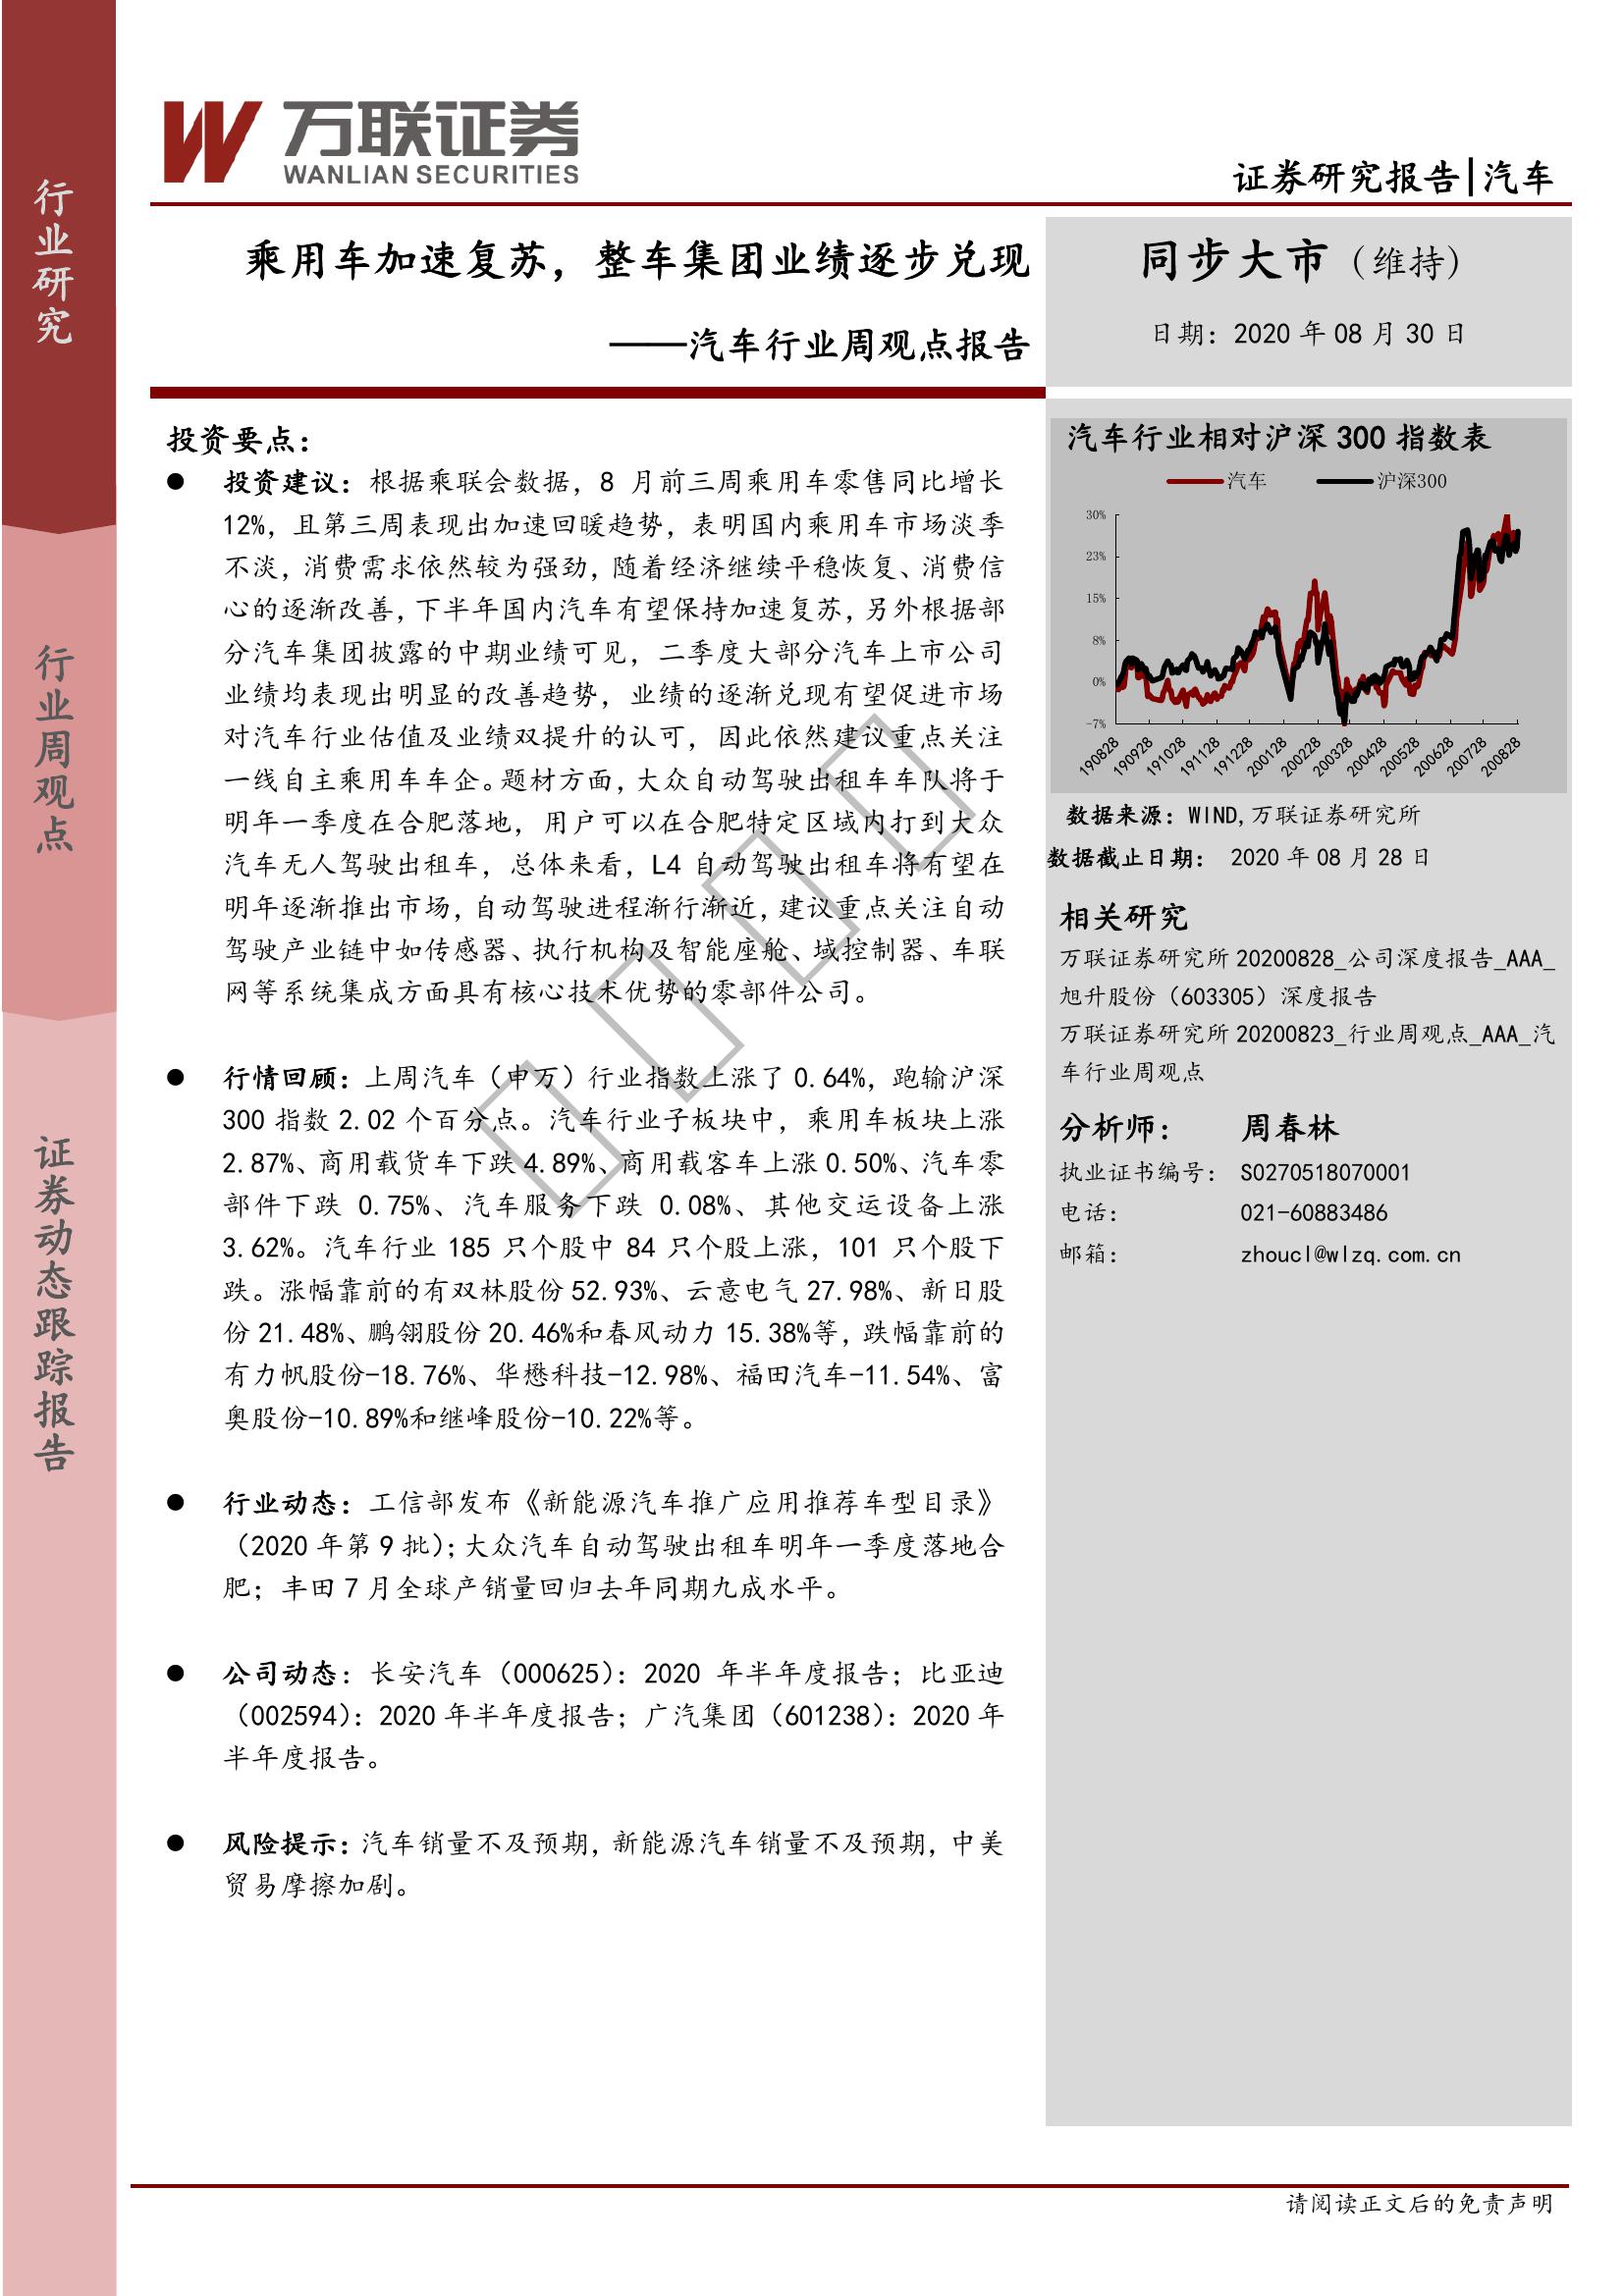 万联证券
WANLIAN SECURITIES
证券研究报告|汽车
行业研究
行业周观点
证券动态跟踪报告
乘用车加速复苏，整车集团业绩逐步兑现
——汽车行业周观点报告
同步大市（维持）
日期：2020 年 08 月 30 日
投资要点：
● 投资建议：根据乘联会数据，8 月前三周乘用车零售同比增长
12%，且第三周表现出加速回暖趋势，表明国内乘用车市场淡季
不淡，消费需求依然较为强劲，随着经济继续平稳恢复、消费信
心的逐渐改善，下半年国内汽车有望保持加速复苏，另外根据部
分汽车集团披露的中期业绩可见，二季度大部分汽车上市公司
业绩均表现出明显的改善趋势，业绩的逐渐兑现有望促进市场
对汽车行业估值及业绩双提升的认可，因此依然建议重点关注
一线自主乘用车车企。题材方面，大众自动驾驶出租车车队将于
明年一季度在合肥落地，用户可以在合肥特定区域内打到大众
汽车无人驾驶出租车，总体来看，L4 自动驾驶出租车将有望在
明年逐渐推出市场，自动驾驶进程渐行渐近，建议重点关注自动
驾驶产业链中如传感器、执行机构及智能座舱、域控制器、车联
网等系统集成方面具有核心技术优势的零部件公司。
● 行情回顾：上周汽车（申万）行业指数上涨了 0.64%，跑输沪深
300 指数 2.02 个百分点。汽车行业子板块中，乘用车板块上涨
2.87%、商用载货车下跌 4.89%、商用载客车上涨 0.50%、汽车零
部件下跌 0.75%、汽车服务下跌 0.08%、其他交运设备上涨
3.62%。汽车行业 185 只个股中 84 只个股上涨，101 只个股下
跌。涨幅靠前的有双林股份 52.93%、云意电气 27.98%、新日股
份 21.48%、鹏翎股份 20.46%和春风动力 15.38%等，跌幅靠前的
有力帆股份-18.76%、华懋科技-12.98%、福田汽车-11.54%、富
奥股份-10.89%和继峰股份-10.22%等。
● 行业动态：工信部发布《新能源汽车推广应用推荐车型目录》
（2020 年第 9 批）；大众汽车自动驾驶出租车明年一季度落地合
肥；丰田 7 月全球产销量回归去年同期九成水平。
● 公司动态：长安汽车（000625）：2020 年半年度报告；比亚迪
（002594）：2020 年半年度报告；广汽集团（601238）：2020 年
半年度报告。
● 风险提示：汽车销量不及预期，新能源汽车销量不及预期，中美
贸易摩擦加剧。
汽车行业相对沪深 300 指数表
汽车 沪深300
30%
23%
15%
8%
0%
-7%
190828 190928 191028 191128 191228 200128 200228 200328 200428 200528 200628 200728 200828
数据来源：WIND,万联证券研究所
数据截止日期： 2020 年 08 月 28 日
相关研究
万联证券研究所 20200828_公司深度报告_AAA_
旭升股份（603305）深度报告
万联证券研究所 20200823_行业周观点_AAA_汽
车行业周观点
分析师： 周春林
执业证书编号： S0270518070001
电话： 021-60883486
邮箱： zhoucl@wlzq.com.cn
请阅读正文后的免责声明